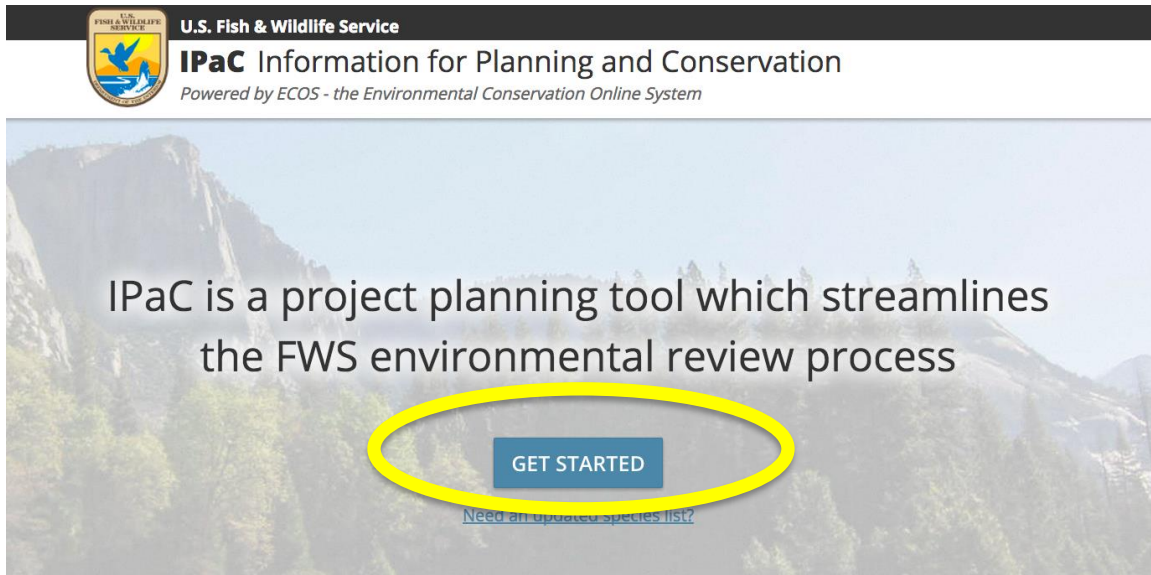 U.S.
FISH & WILDLIFE
SERVICE
U.S. Fish & Wildlife Service
IPaC Information for Planning and Conservation
Powered by ECOS - the Environmental Conservation Online System
IPaC is a project planning tool which streamlines
the FWS environmental review process
GET STARTED
Need an updated species list?